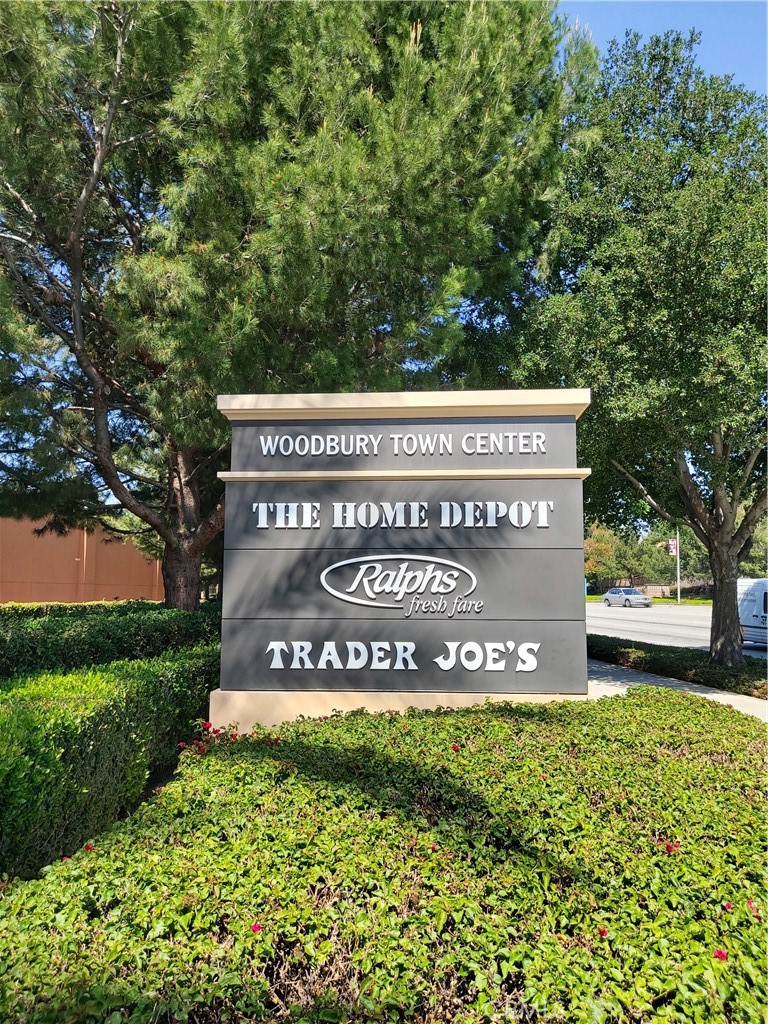 WOODBURY TOWN CENTER
THE HOME DEPOT
Ralphs
fresh fare
TRADER JOE'S